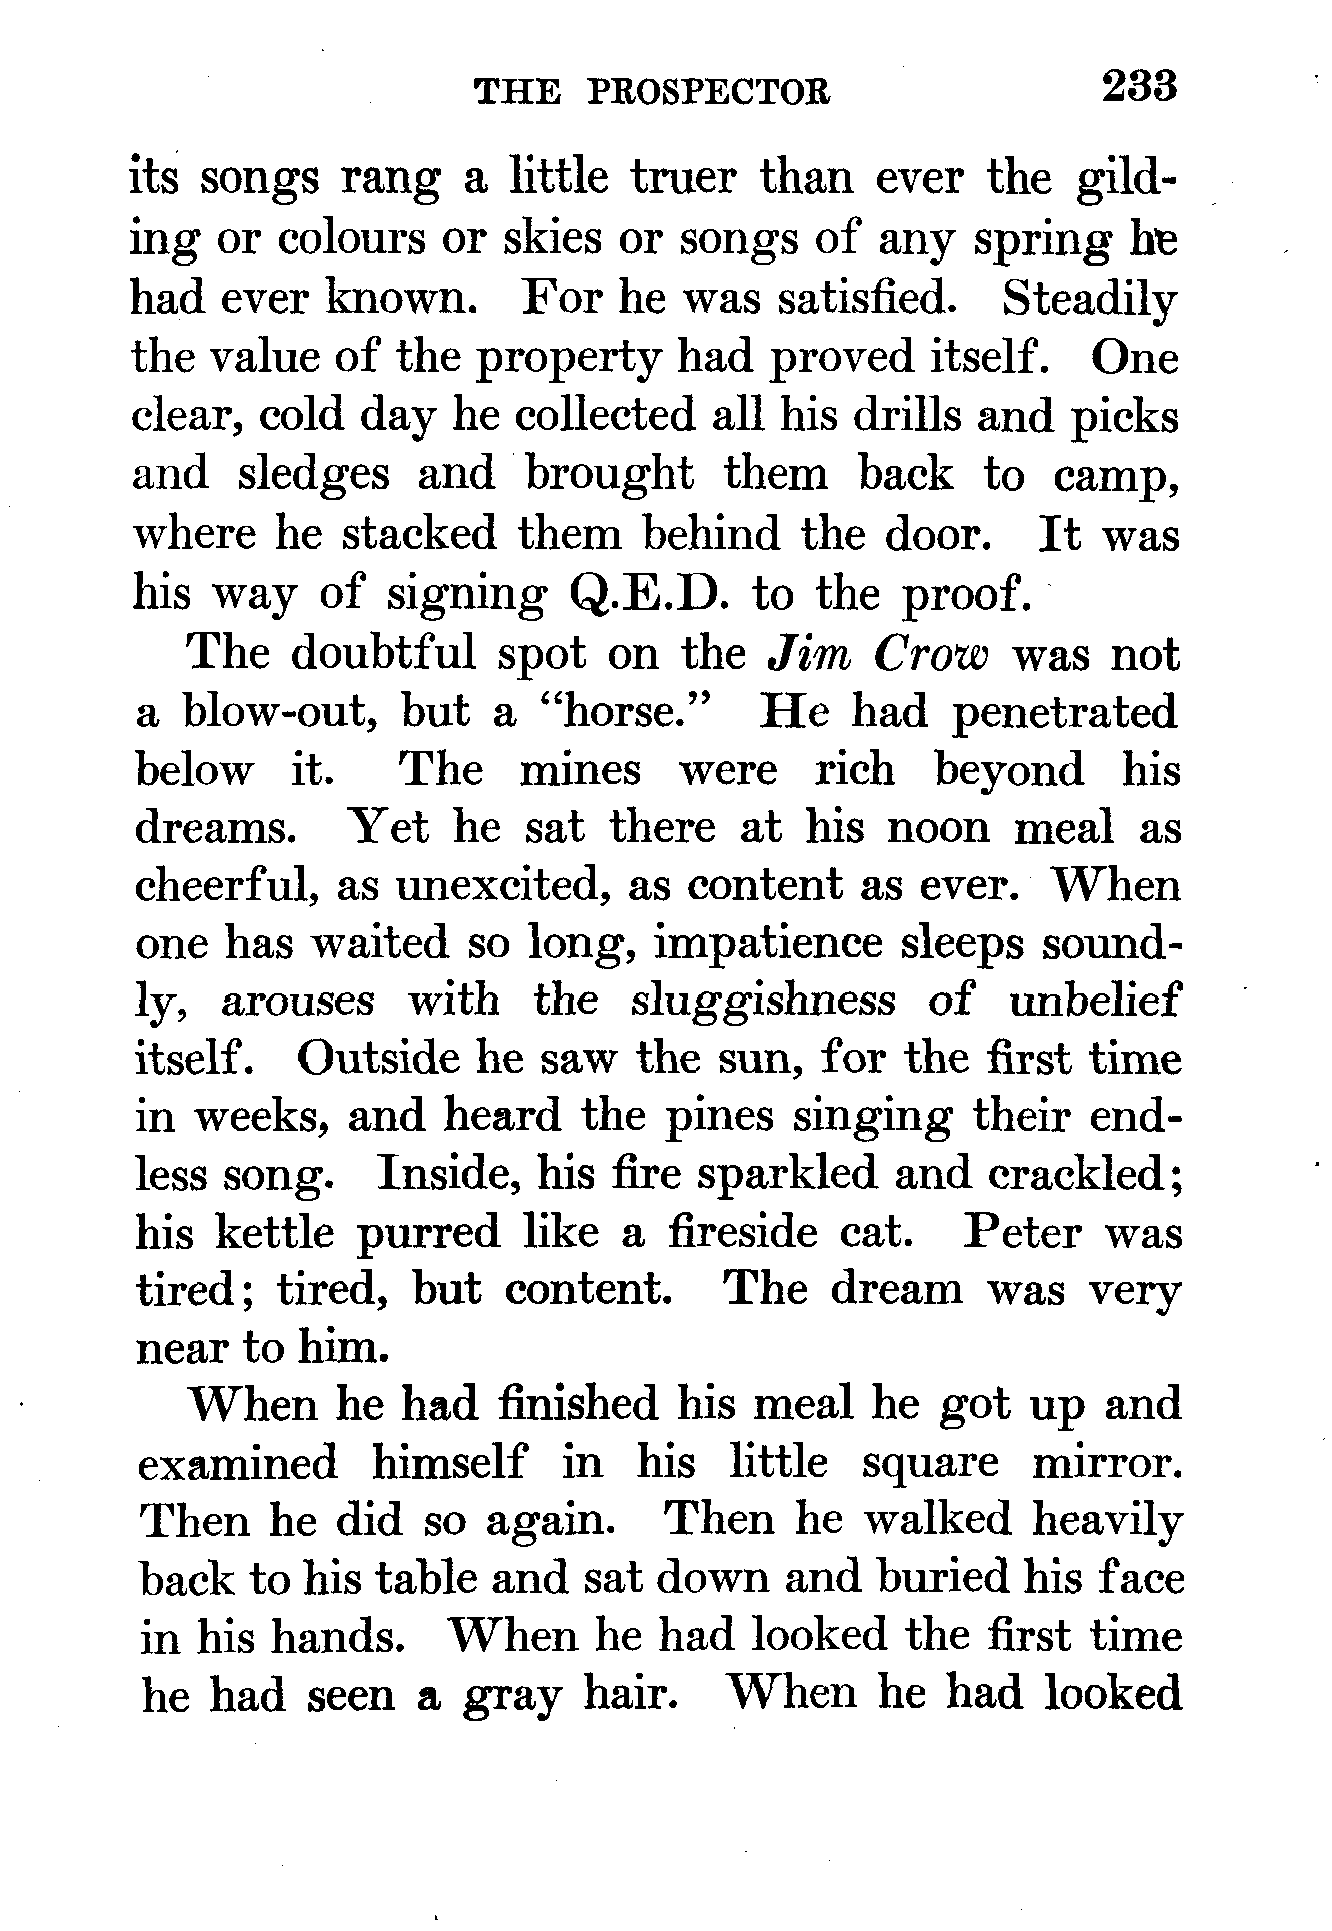 THE PROSPECTOR 233
its songs rang a little truer than ever the gild-
ing or colours or skies or songs of any spring he
had ever known. For he was satisfied. Steadily
the value of the property had proved itself. One
clear, cold day he collected all his drills and picks
and sledges and brought them back to camp,
where he stacked them behind the door. It was
his way of signing Q.E.D. to the proof.
The doubtful spot on the Jim Crow was not
a blow-out, but a “horse.” He had penetrated
below it. The mines were rich beyond his
dreams. Yet he sat there at his noon meal as
cheerful, as unexcited, as content as ever. When
one has waited so long, impatience sleeps sound-
ly, arouses with the sluggishness of unbelief
itself. Outside he saw the sun, for the first time
in weeks, and heard the pines singing their end-
less song. Inside, his fire sparkled and crackled;
his kettle purred like a fireside cat. Peter was
tired; tired, but content. The dream was very
near to him.
When he had finished his meal he got up and
examined himself in his little square mirror.
Then he did so again. Then he walked heavily
back to his table and sat down and buried his face
in his hands. When he had looked the first time
he had seen a gray hair. When he had looked